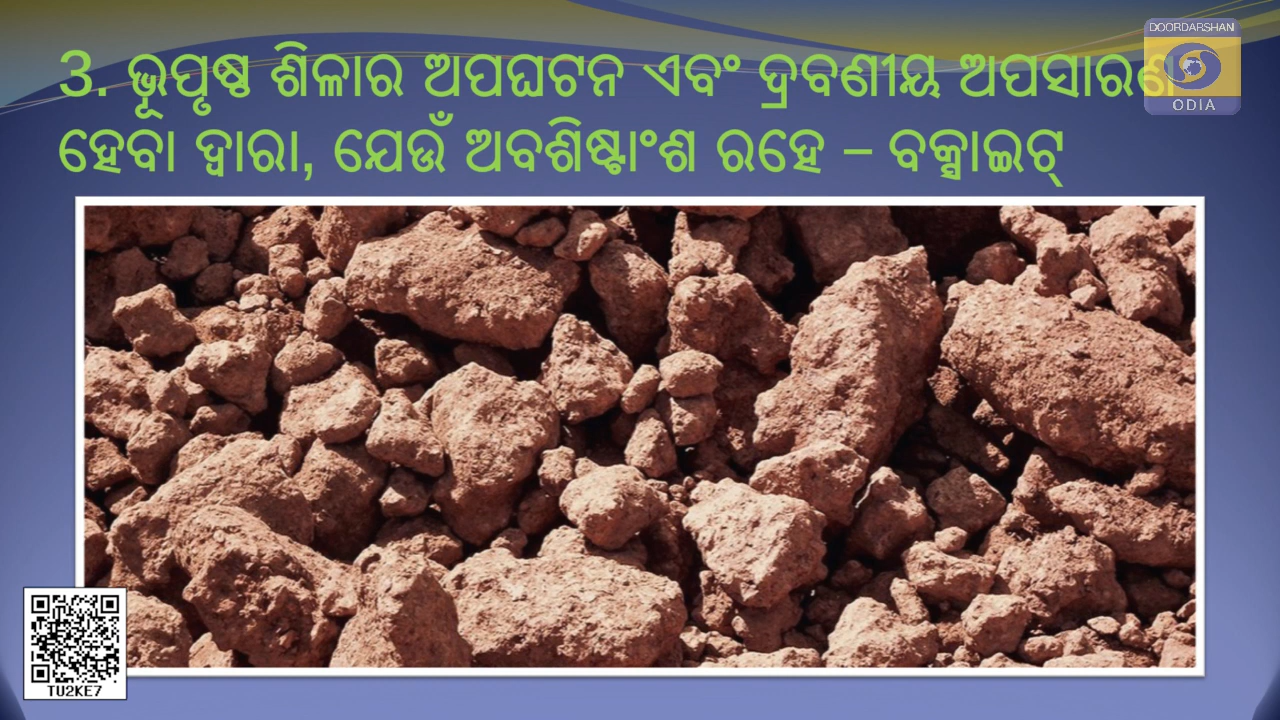 DOORDARSHAN
3. ଭୂପୃଷ୍ଠ ଶିଳାର ଅପଘଟନ ଏବଂ ଦ୍ରବଣୀୟ ଅପସାରଣ
ODIA
ହେବା ଦ୍ୱାରା, ଯେଉଁ ଅବଶିଷ୍ଟାଂଶ ରହେ – ବକ୍ସାଇଟ୍
TU2KE7